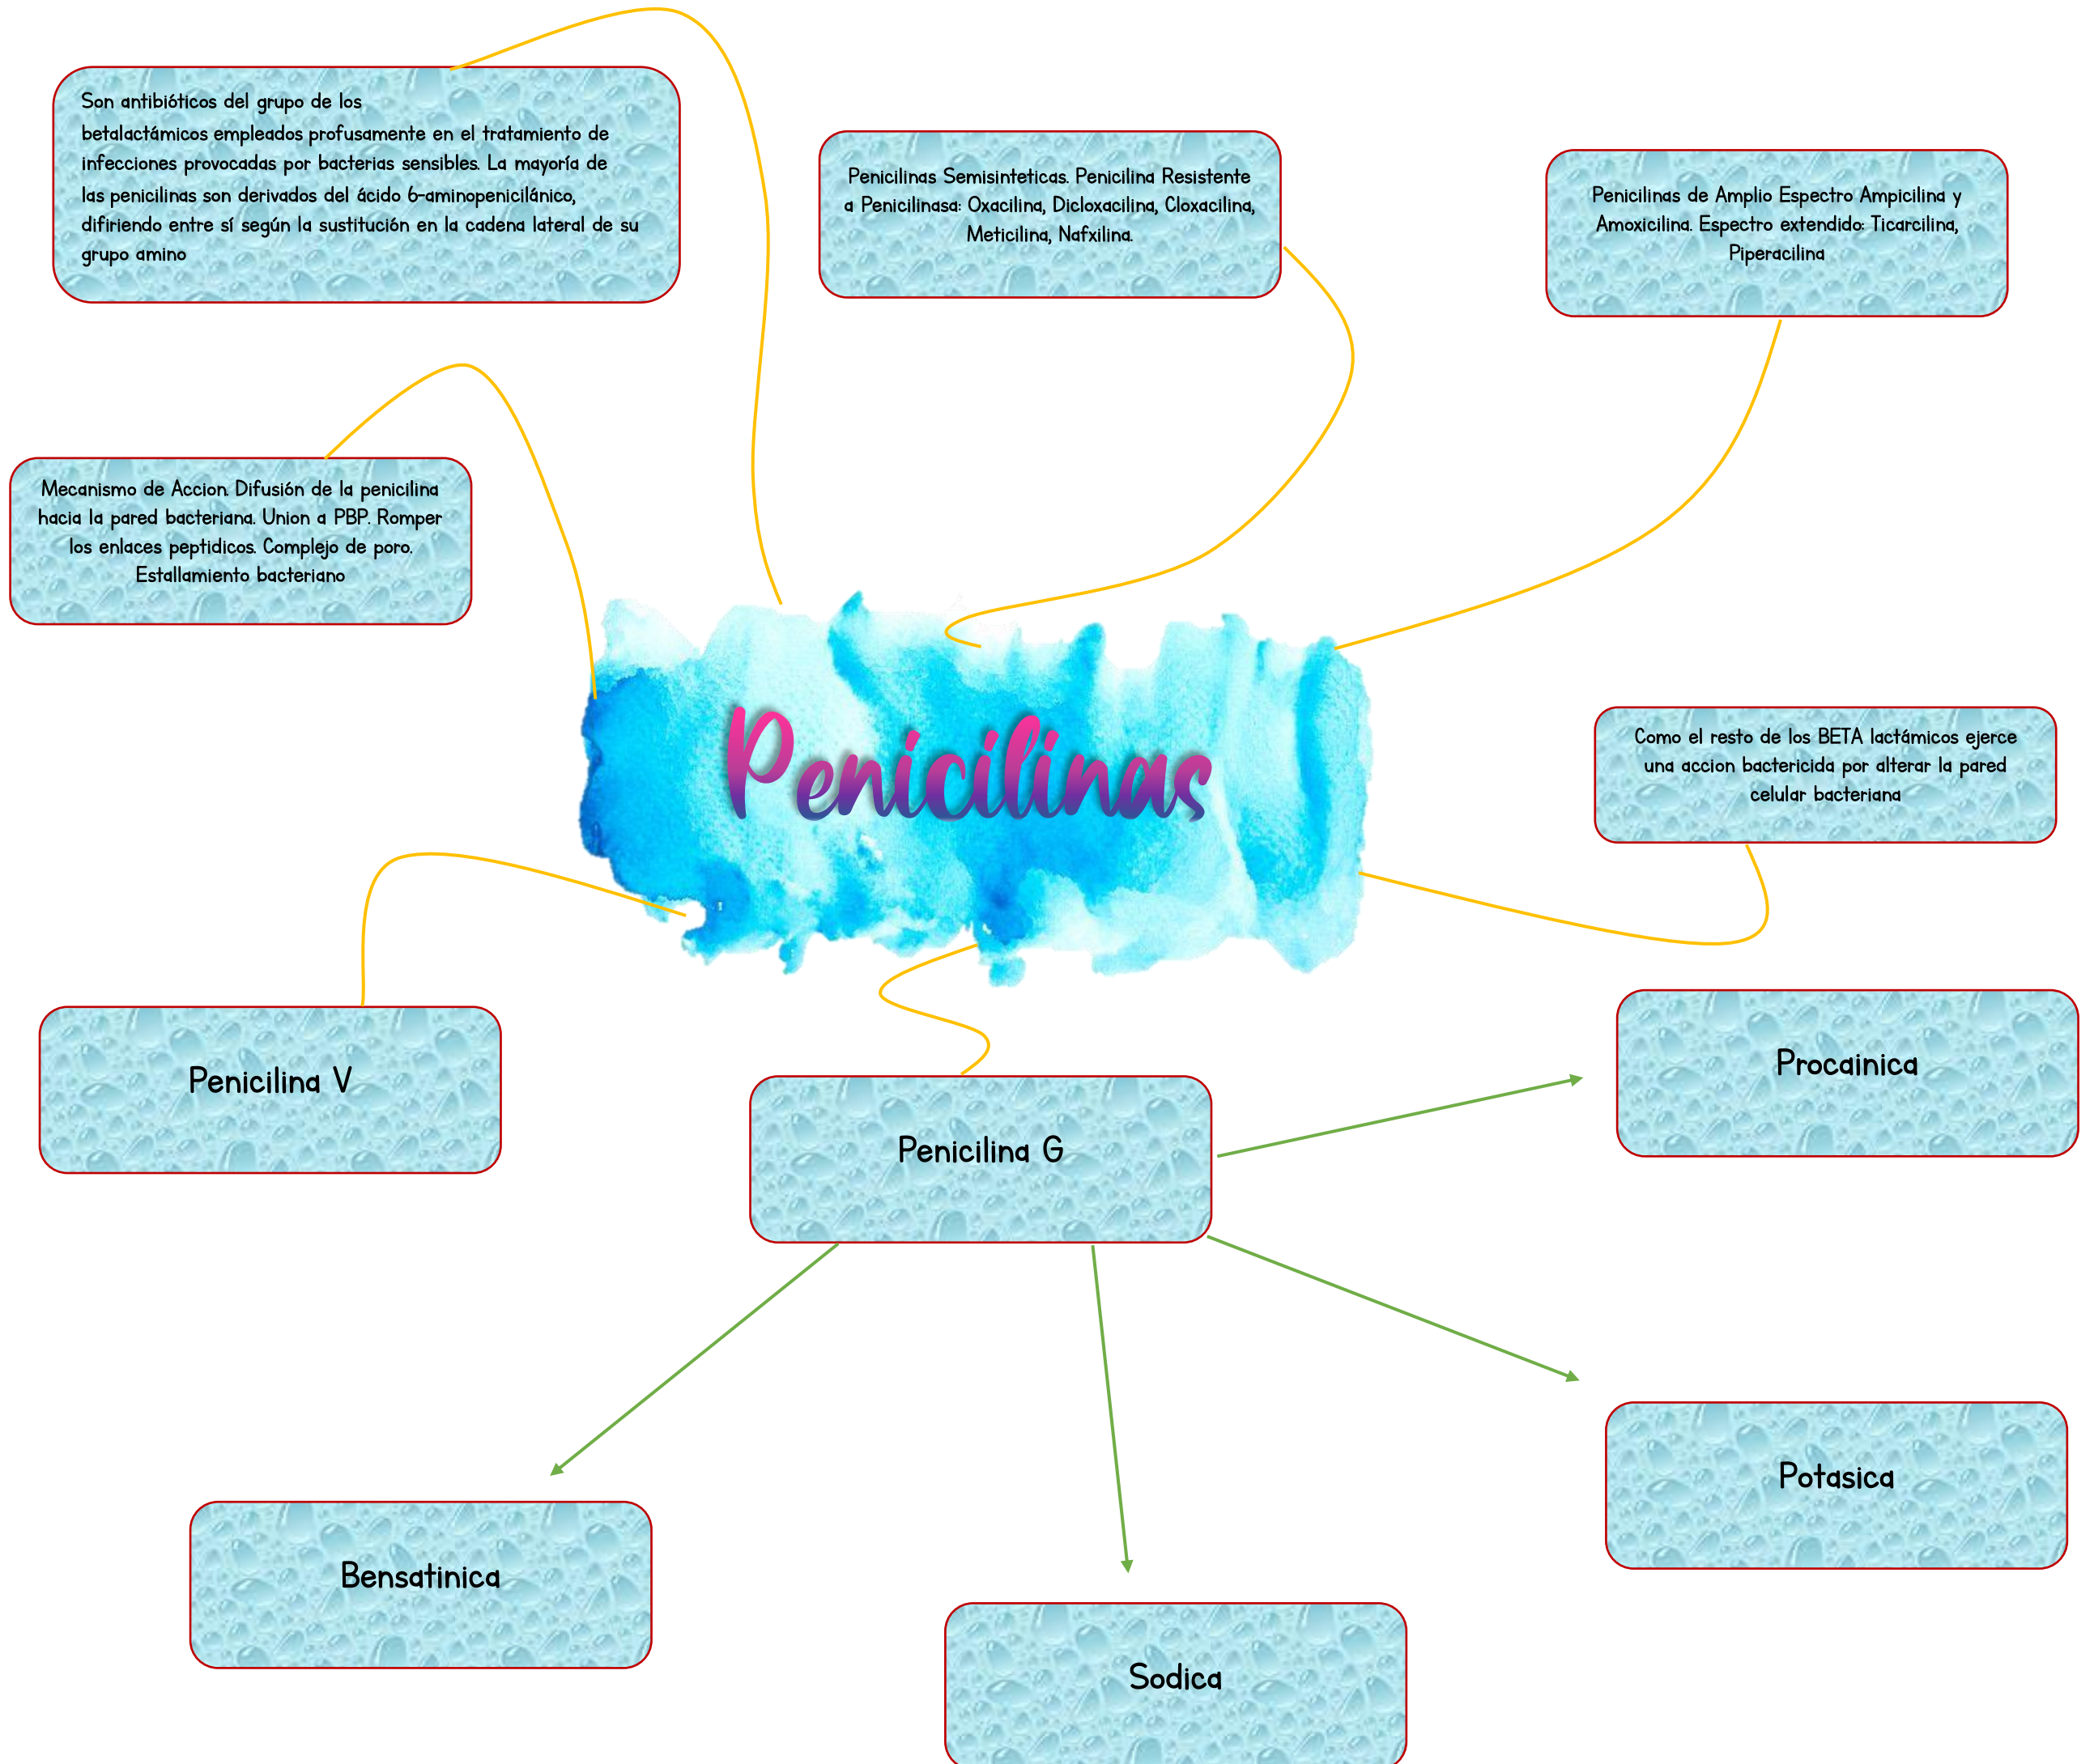 Son antibióticos del grupo de los
betalactámicos empleados profusamente en el tratamiento de
infecciones provocadas por bacterias sensibles. La mayoría de
las penicilinas son derivados del ácido 6-aminopenicilánico,
difiriendo entre sí según la sustitución en la cadena lateral de su
grupo amino
Penicilinas Semisinteticas. Penicilina Resistente
a Penicilinasa: Oxacilina, Dicloxacilina, Cloxacilina,
Meticilina, Nafxilina.
Penicilinas de Amplio Espectro Ampicilina y
Amoxicilina. Espectro extendido: Ticarcilina,
Piperacilina
Mecanismo de Accion. Difusión de la penicilina
hacia la pared bacteriana. Union a PBP. Romper
los enlaces peptidicos. Complejo de poro.
Estallamiento bacteriano
Penicilinas
Como el resto de los BETA lactámicos ejerce
una accion bactericida por alterar la pared
celular bacteriana
Penicilina V
Penicilina G
Procainica
Potasica
Bensatinica
Sodica